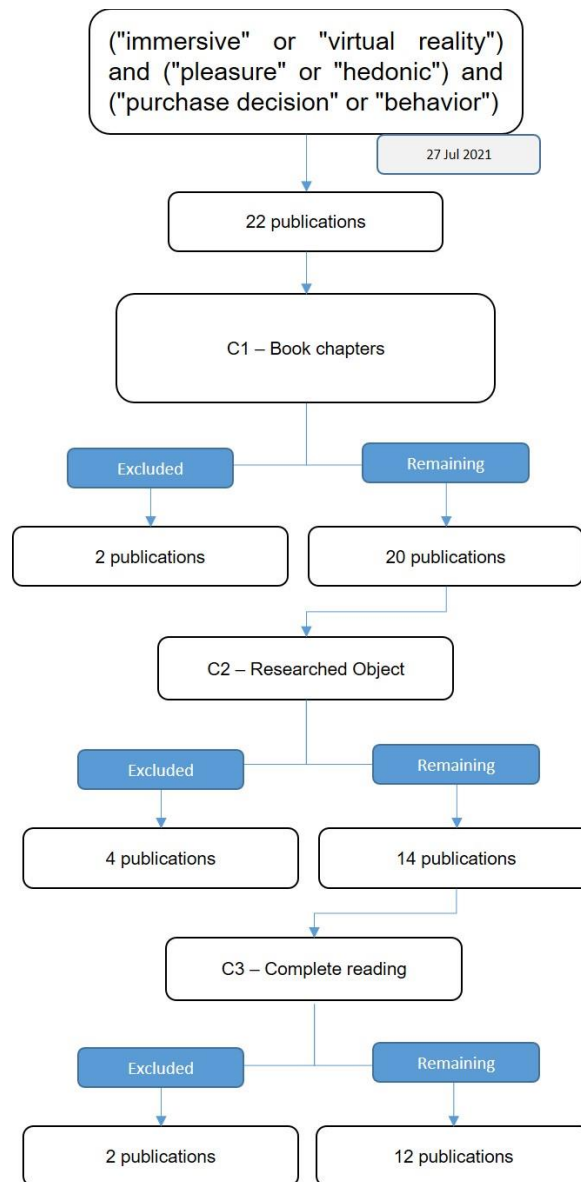 ("immersive" or "virtual reality")
and ("pleasure" or "hedonic") and
("purchase decision" or "behavior")
27 Jul 2021
22 publications
C1 – Book chapters
Excluded
Remaining
2 publications
20 publications
C2 – Researched Object
Excluded
Remaining
4 publications
14 publications
C3 – Complete reading
Excluded
Remaining
2 publications
12 publications